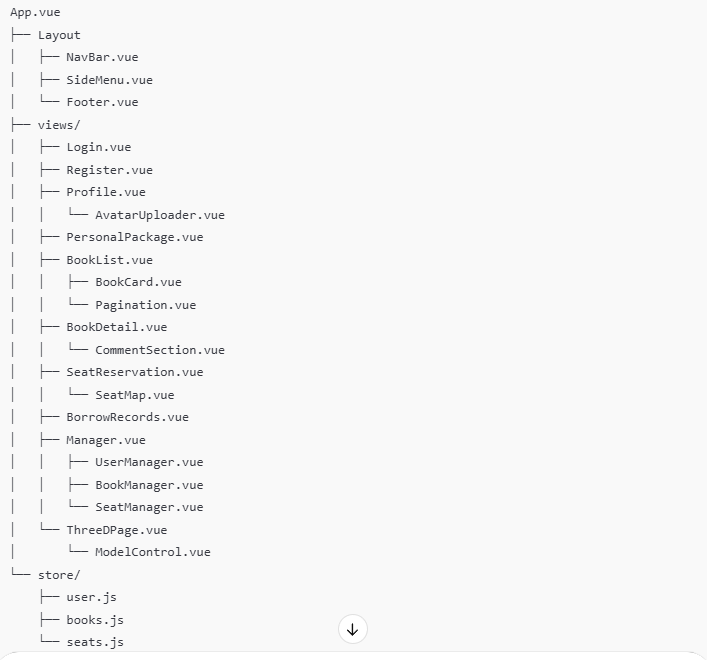 App.vue
├── Layout
│   ├── NavBar.vue
│   ├── SideMenu.vue
│   └── Footer.vue
├── views/
│   ├── Login.vue
│   ├── Register.vue
│   ├── Profile.vue
│   │   └── AvatarUploader.vue
│   ├── PersonalPackage.vue
│   ├── BookList.vue
│   │   ├── BookCard.vue
│   │   └── Pagination.vue
│   ├── BookDetail.vue
│   │   └── CommentSection.vue
│   ├── SeatReservation.vue
│   │   └── SeatMap.vue
│   ├── BorrowRecords.vue
│   ├── Manager.vue
│   │   ├── UserManager.vue
│   │   ├── BookManager.vue
│   │   └── SeatManager.vue
│   └── ThreeDPage.vue
│       └── ModelControl.vue
└── store/
    ├── user.js
    ├── books.js
    └── seats.js